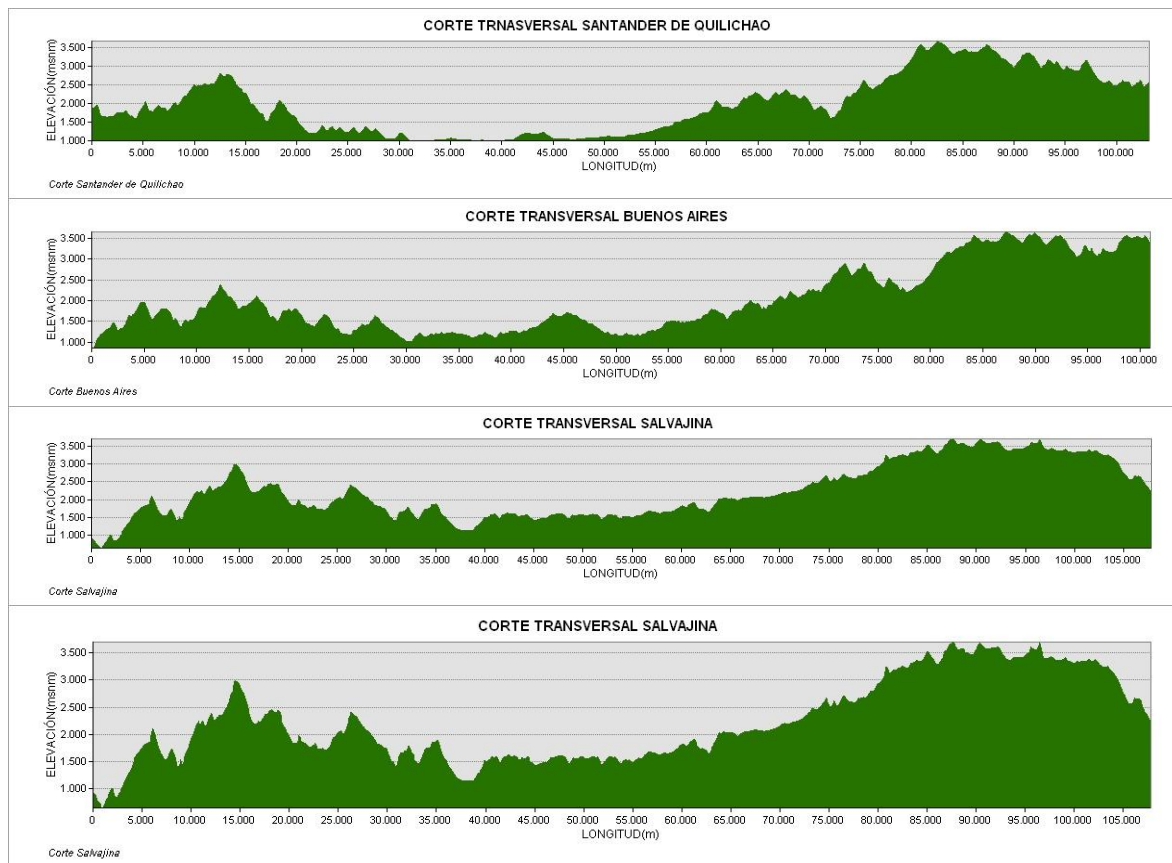 CORTE TRNASVERSAL SANTANDER DE QUILICHAO
ELEVACIÓN(msnm)
3.500
3.000
2.500
2.000
1.500
1.000
0 5.000 10.000 15.000 20.000 25.000 30.000 35.000 40.000 45.000 50.000 55.000 60.000 65.000 70.000 75.000 80.000 85.000 90.000 95.000 100.000
LONGITUD(m)
Corte Santander de Quilichao
CORTE TRANSVERSAL BUENOS AIRES
ELEVACIÓN(msnm)
3.500
3.000
2.500
2.000
1.500
1.000
0 5.000 10.000 15.000 20.000 25.000 30.000 35.000 40.000 45.000 50.000 55.000 60.000 65.000 70.000 75.000 80.000 85.000 90.000 95.000 100.000
LONGITUD(m)
Corte Buenos Aires
CORTE TRANSVERSAL SALVAJINA
ELEVACIÓN(msnm)
3.500
3.000
2.500
2.000
1.500
1.000
0 5.000 10.000 15.000 20.000 25.000 30.000 35.000 40.000 45.000 50.000 55.000 60.000 65.000 70.000 75.000 80.000 85.000 90.000 95.000 100.000 105.000
LONGITUD(m)
Corte Salvajina
CORTE TRANSVERSAL SALVAJINA
ELEVACIÓN(msnm)
3.500
3.000
2.500
2.000
1.500
1.000
0 5.000 10.000 15.000 20.000 25.000 30.000 35.000 40.000 45.000 50.000 55.000 60.000 65.000 70.000 75.000 80.000 85.000 90.000 95.000 100.000 105.000
LONGITUD(m)
Corte Salvajina